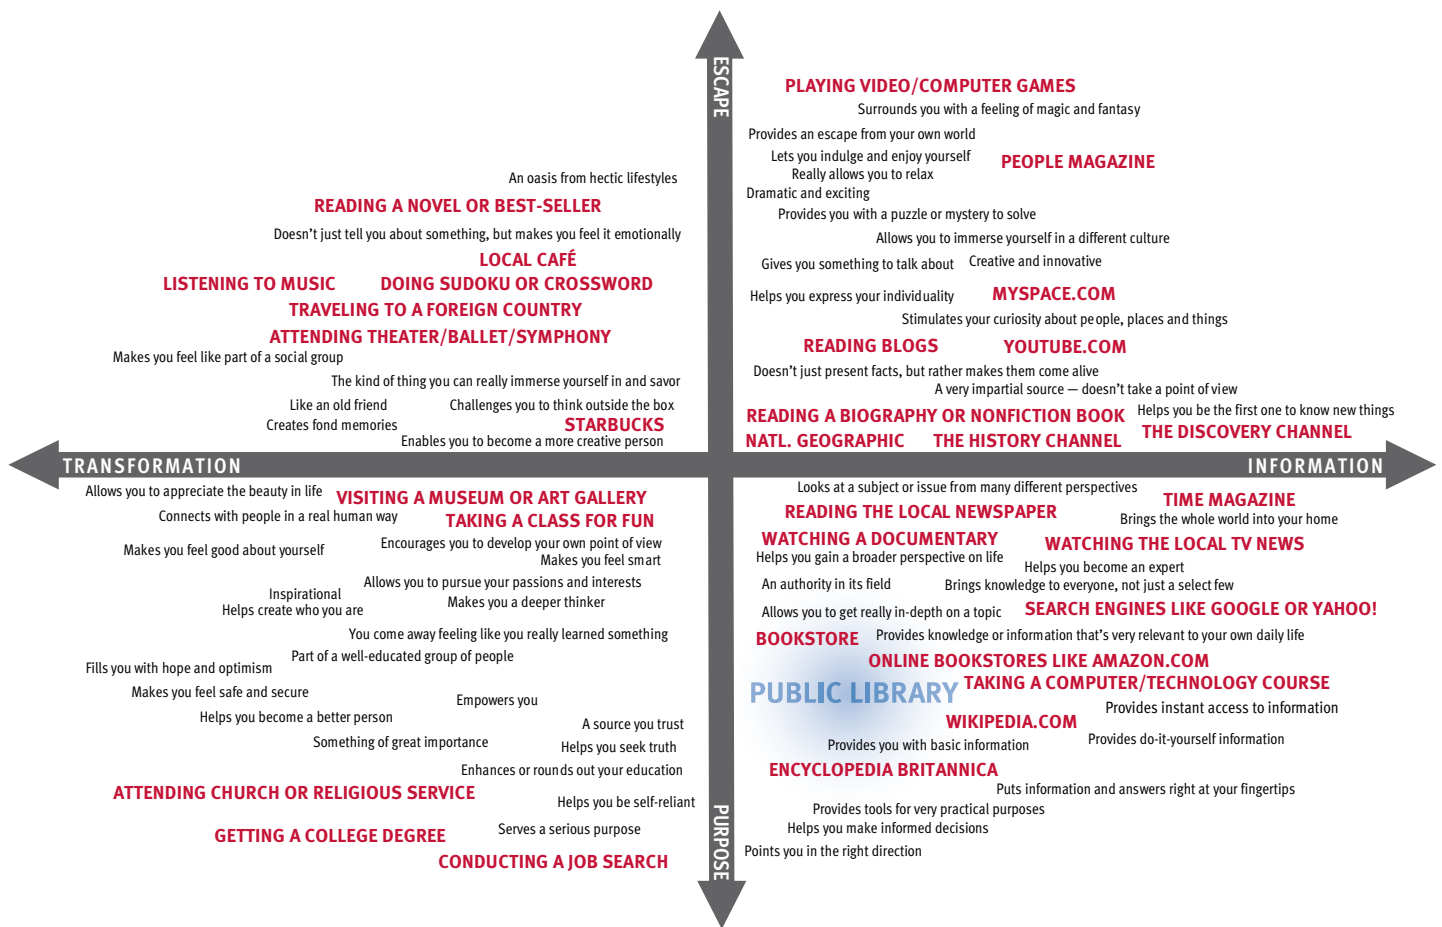 ESCAPE
PLAYING VIDEO/COMPUTER GAMES
Surrounds you with a feeling of magic and fantasy
Provides an escape from your own world
Lets you indulge and enjoy yourself
PEOPLE MAGAZINE
Really allows you to relax
Dramatic and exciting
Provides you with a puzzle or mystery to solve
Allows you to immerse yourself in a different culture
Gives you something to talk about
Creative and innovative
Helps you express your individuality
MYSPACE.COM
Stimulates your curiosity about people, places and things
READING BLOGS
YOUTUBE.COM
Doesn't just present facts, but rather makes them come alive
A very impartial source — doesn't take a point of view
READING A BIOGRAPHY OR NONFICTION BOOK
Helps you be the first one to know new things
NATL. GEOGRAPHIC
THE HISTORY CHANNEL
THE DISCOVERY CHANNEL
An oasis from hectic lifestyles
READING A NOVEL OR BEST-SELLER
Doesn't just tell you about something, but makes you feel it emotionally
LOCAL CAFÉ
LISTENING TO MUSIC
DOING SUDOKU OR CROSSWORD
TRAVELING TO A FOREIGN COUNTRY
ATTENDING THEATER/BALLET/SYMPHONY
Makes you feel like part of a social group
The kind of thing you can really immerse yourself in and savor
Like an old friend
Challenges you to think outside the box
Creates fond memories
STARBUCKS
Enables you to become a more creative person
TRANSFORMATION
INFORMATION
Allows you to appreciate the beauty in life
VISITING A MUSEUM OR ART GALLERY
Connects with people in a real human way
TAKING A CLASS FOR FUN
Makes you feel good about yourself
Encourages you to develop your own point of view
Makes you feel smart
Allows you to pursue your passions and interests
Inspirational
Makes you a deeper thinker
Helps create who you are
You come away feeling like you really learned something
Part of a well-educated group of people
Fills you with hope and optimism
Makes you feel safe and secure
Empowers you
Helps you become a better person
A source you trust
Something of great importance
Helps you seek truth
Enhances or rounds out your education
ATTENDING CHURCH OR RELIGIOUS SERVICE
Helps you be self-reliant
GETTING A COLLEGE DEGREE
Serves a serious purpose
CONDUCTING A JOB SEARCH
Looks at a subject or issue from many different perspectives
TIME MAGAZINE
READING THE LOCAL NEWSPAPER
Brings the whole world into your home
WATCHING A DOCUMENTARY
WATCHING THE LOCAL TV NEWS
Helps you gain a broader perspective on life
Helps you become an expert
An authority in its field
Brings knowledge to everyone, not just a select few
Allows you to get really in-depth on a topic
SEARCH ENGINES LIKE GOOGLE OR YAHOO!
BOOKSTORE
Provides knowledge or information that's very relevant to your own daily life
ONLINE BOOKSTORES LIKE AMAZON.COM
PUBLIC LIBRARY
TAKING A COMPUTER/TECHNOLOGY COURSE
Provides instant access to information
WIKIPEDIA.COM
Provides you with basic information
Provides do-it-yourself information
ENCYCLOPEDIA BRITANNICA
Puts information and answers right at your fingertips
Provides tools for very practical purposes
Helps you make informed decisions
Points you in the right direction
PURPOSE